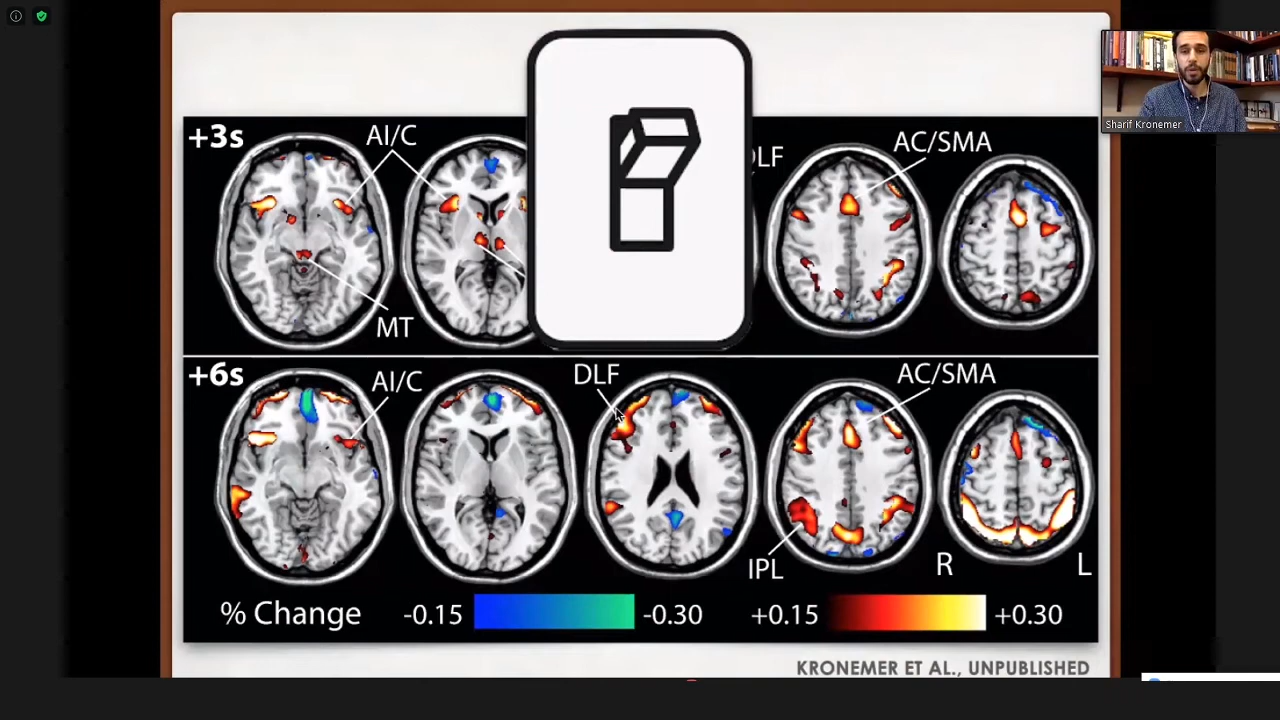 Sharif Kronemer
+3s
AI/C
MT
DLF
AC/SMA
+6s
AI/C
DLF
AC/SMA
IPL
R
L
% Change
-0.15
-0.30
+0.15
+0.30
KRONEMER ET AL., UNPUBLISHED